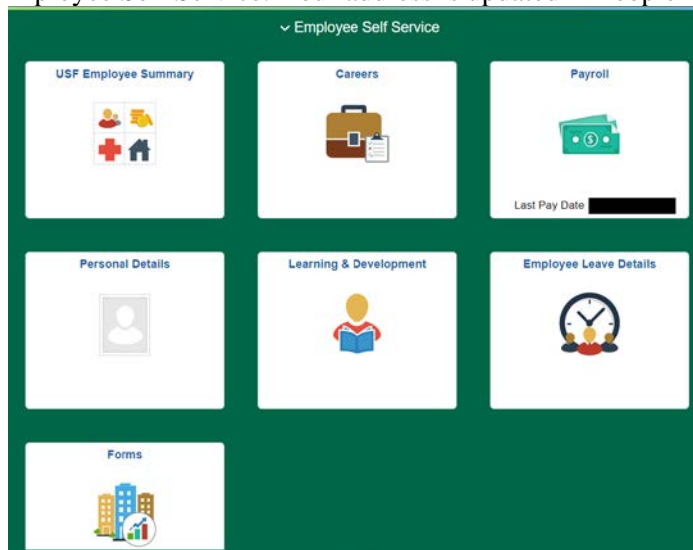 Employee Self Service
USF Employee Summary
Careers
Payroll
Last Pay Date
Personal Details
Learning & Development
Employee Leave Details
Forms